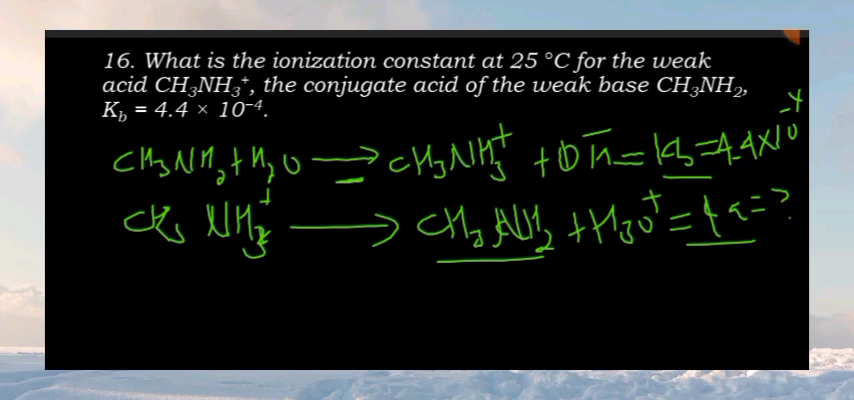 16. What is the ionization constant at 25 °C for the weak
acid CH₃NH₃⁺, the conjugate acid of the weak base CH₃NH₂,
K_b = 4.4 × 10⁻⁴.
CH₃NH₂ + H₂O ⟶ CH₃NH₃⁺ + OH⁻ = Kb = 4.4×10⁻⁴
CH₃NH₃⁺ ⟶ CH₃NH₂ + H₃O⁺ = Ka = ?